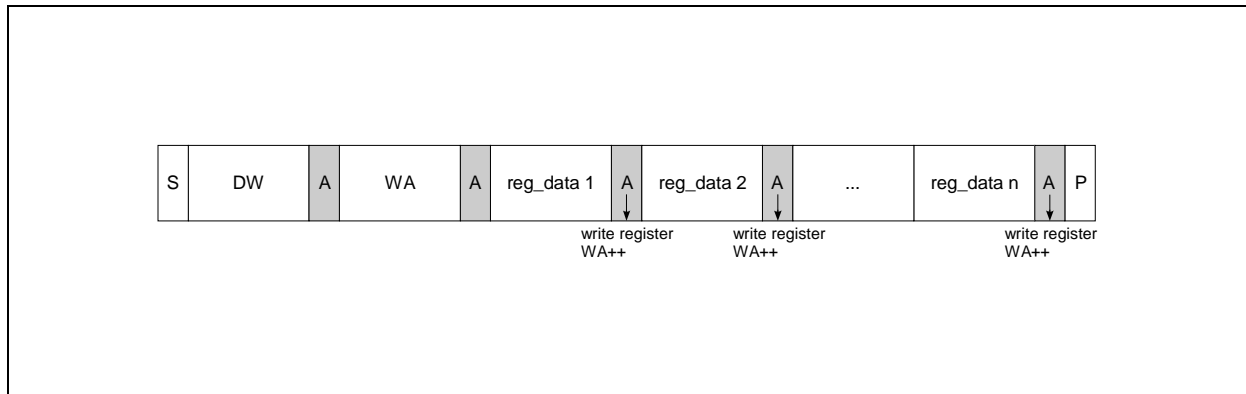 S DW A WA A reg_data 1 A reg_data 2 A ... reg_data n A P
write register write register write register
WA++ WA++ WA++